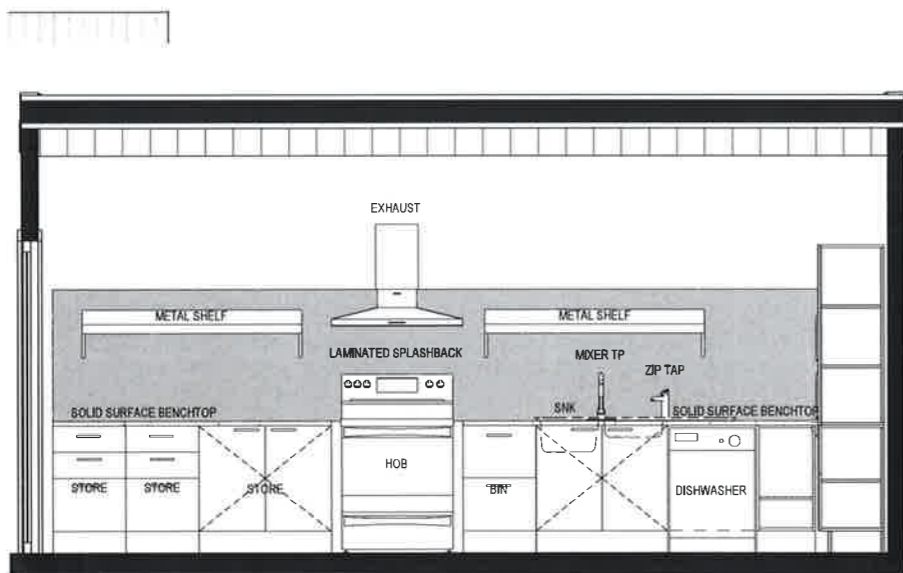 EXHAUST
METAL SHELF
METAL SHELF
LAMINATED SPLASHBACK
MIXER TP
ZIP TAP
SOLID SURFACE BENCHTOP
SNK
SOLID SURFACE BENCHTOP
HOB
STORE
STORE
STORE
BIN
DISHWASHER